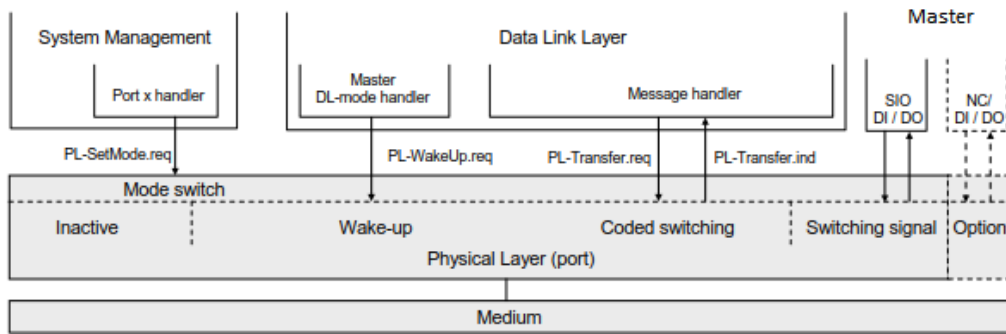 Master
System Management
Data Link Layer
Port x handler
Master
DL-mode handler
Message handler
SIO
DI / DO
NC/
DI / DO
PL-SetMode.req
PL-WakeUp.req
PL-Transfer.req
PL-Transfer.ind
Mode switch
Inactive
Wake-up
Coded switching
Switching signal
Option
Physical Layer (port)
Medium